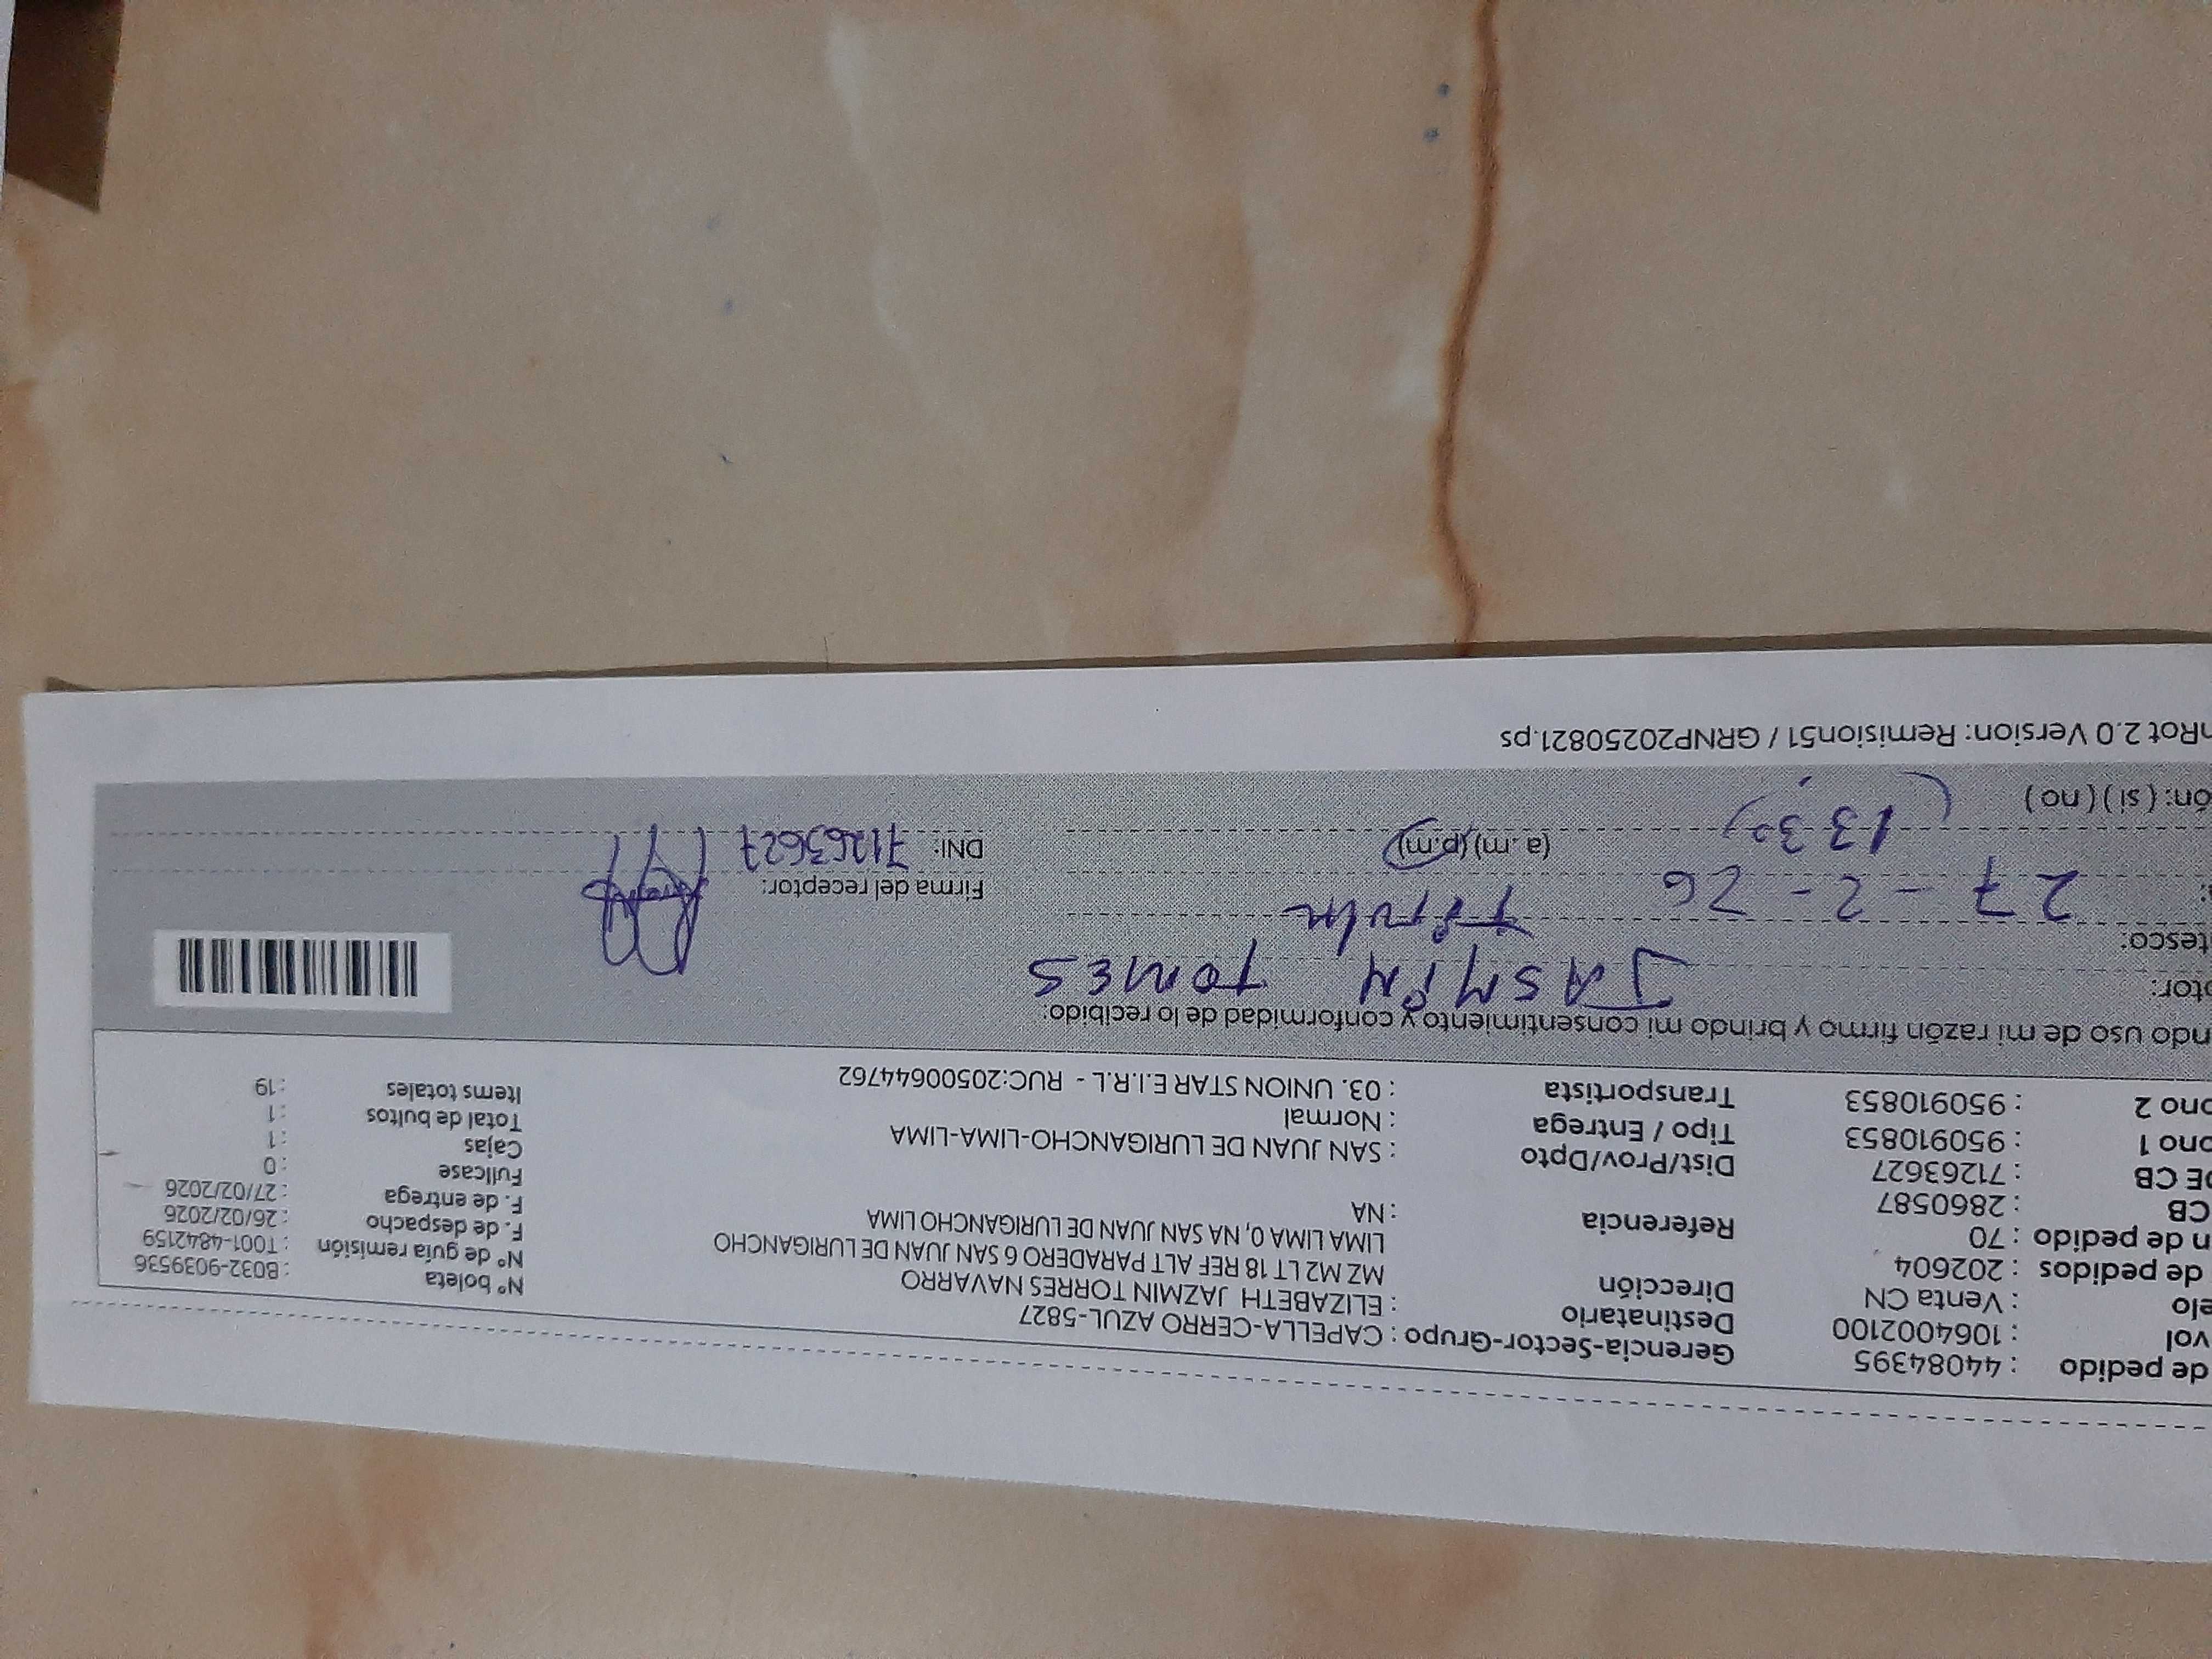 de pedido : 44084395 Gerencia-Sector-Grupo : CAPELLA-CERRO AZUL-5827 Nº boleta : B032-9039536
vol : 1064002100 Destinatario : ELIZABETH JAZMIN TORRES NAVARRO Nº de guía remisión : T001-4842159
elo : Venta CN Dirección MZ M2 LT 18 REF ALT PARADERO 6 SAN JUAN DE LURIGANCHO F. de despacho : 26/02/2026
de pedidos : 202604 LIMA LIMA 0, NA SAN JUAN DE LURIGANCHO LIMA F. de entrega : 27/02/2026
n de pedido : 70 Referencia : NA Fullcase : 0
CB : 2860587 Dist/Prov/Dpto : SAN JUAN DE LURIGANCHO-LIMA-LIMA Cajas : 1
DE CB : 71263627 Tipo / Entrega : Normal Total de bultos : 1
ono 1 : 950910853 Transportista : 03. UNION STAR E.I.R.L - RUC:20500644762 Items totales : 19
ono 2 : 950910853
ndo uso de mi razón firmo y brindo mi consentimiento y conformidad de lo recibido:
ptor: JASMIN TORRES
tesco: Titular
: 27-2-26 Firma del receptor:
(1330) (a.m) (p.m) DNI: 71263627
ón: ( si ) ( no )
nRot 2.0 Version: Remision51 / GRNP20250821.ps